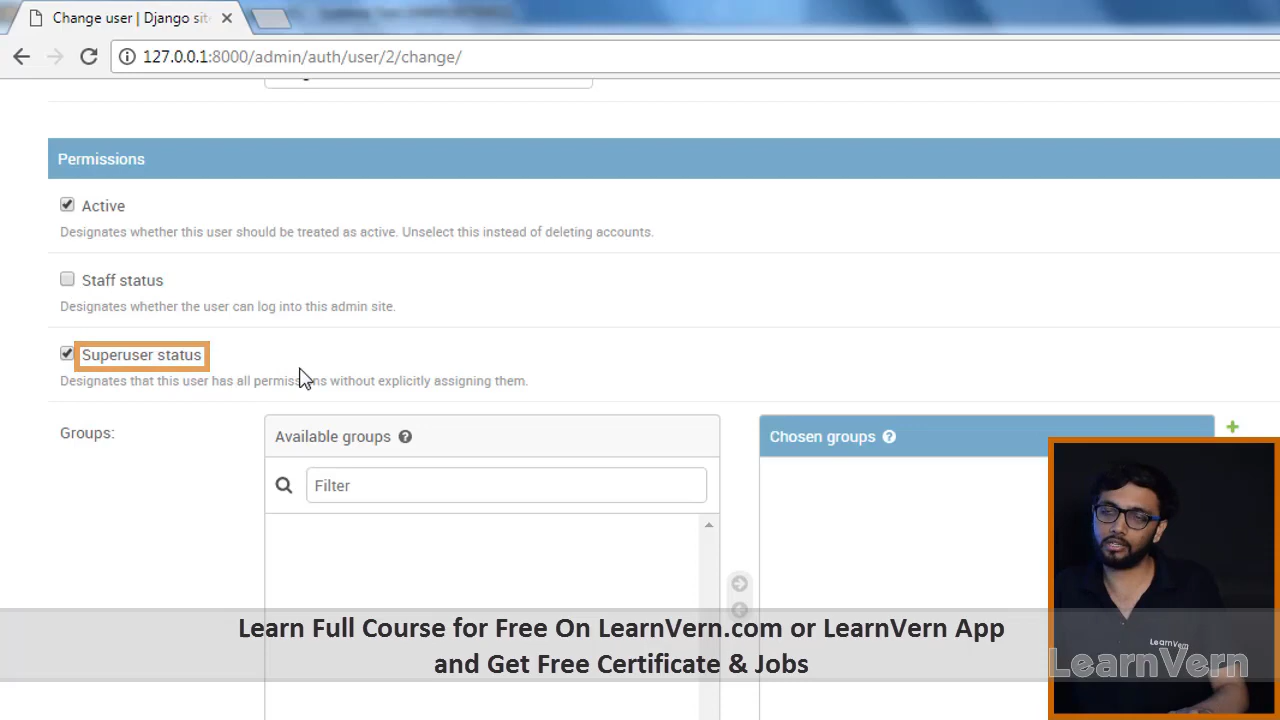 Change user | Django sit
127.0.0.1:8000/admin/auth/user/2/change/
Permissions
Active
Designates whether this user should be treated as active. Unselect this instead of deleting accounts.
Staff status
Designates whether the user can log into this admin site.
Superuser status
Designates that this user has all permissions without explicitly assigning them.
Groups:
Available groups ?
Chosen groups ?
Filter
Learn Full Course for Free On LearnVern.com or LearnVern App
and Get Free Certificate & Jobs
LearnVern
LearnVern